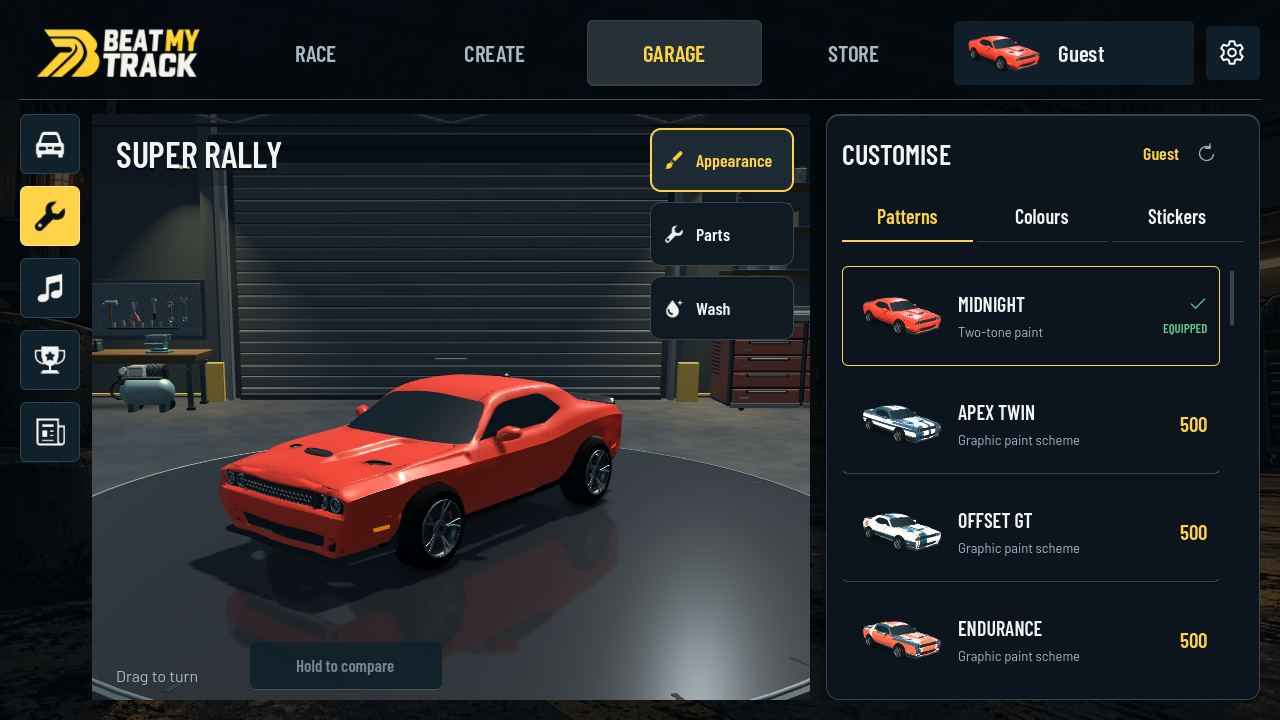 BEATMY
TRACK
RACE
CREATE
GARAGE
STORE
Guest
SUPER RALLY
Appearance
Parts
Wash
Drag to turn
Hold to compare
CUSTOMISE
Guest
Patterns
Colours
Stickers
MIDNIGHT
Two-tone paint
EQUIPPED
APEX TWIN
Graphic paint scheme
500
OFFSET GT
Graphic paint scheme
500
ENDURANCE
Graphic paint scheme
500